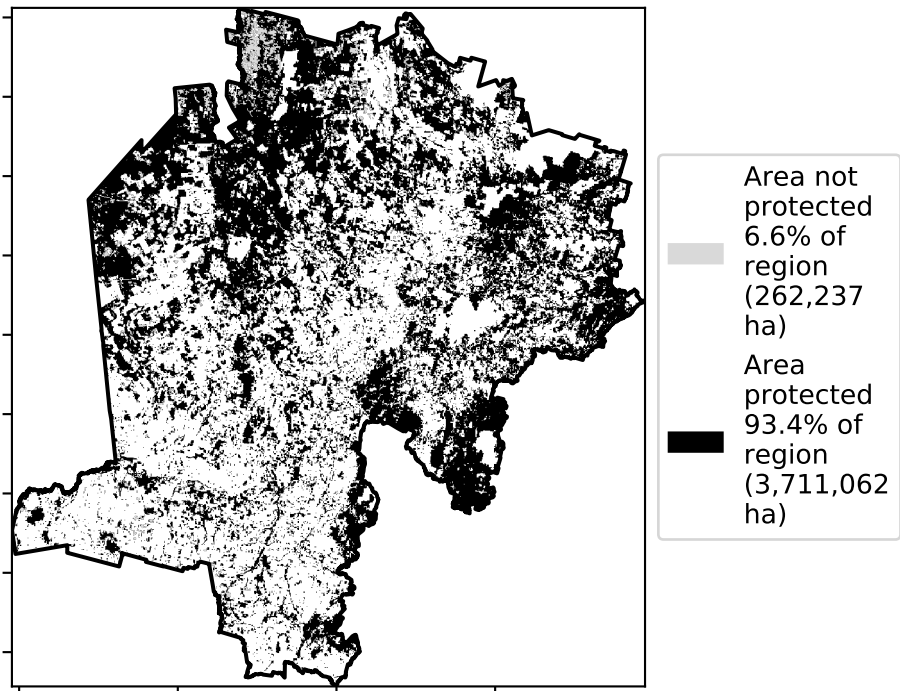 Area not
protected
6.6% of
region
(262,237
ha)
Area
protected
93.4% of
region
(3,711,062
ha)